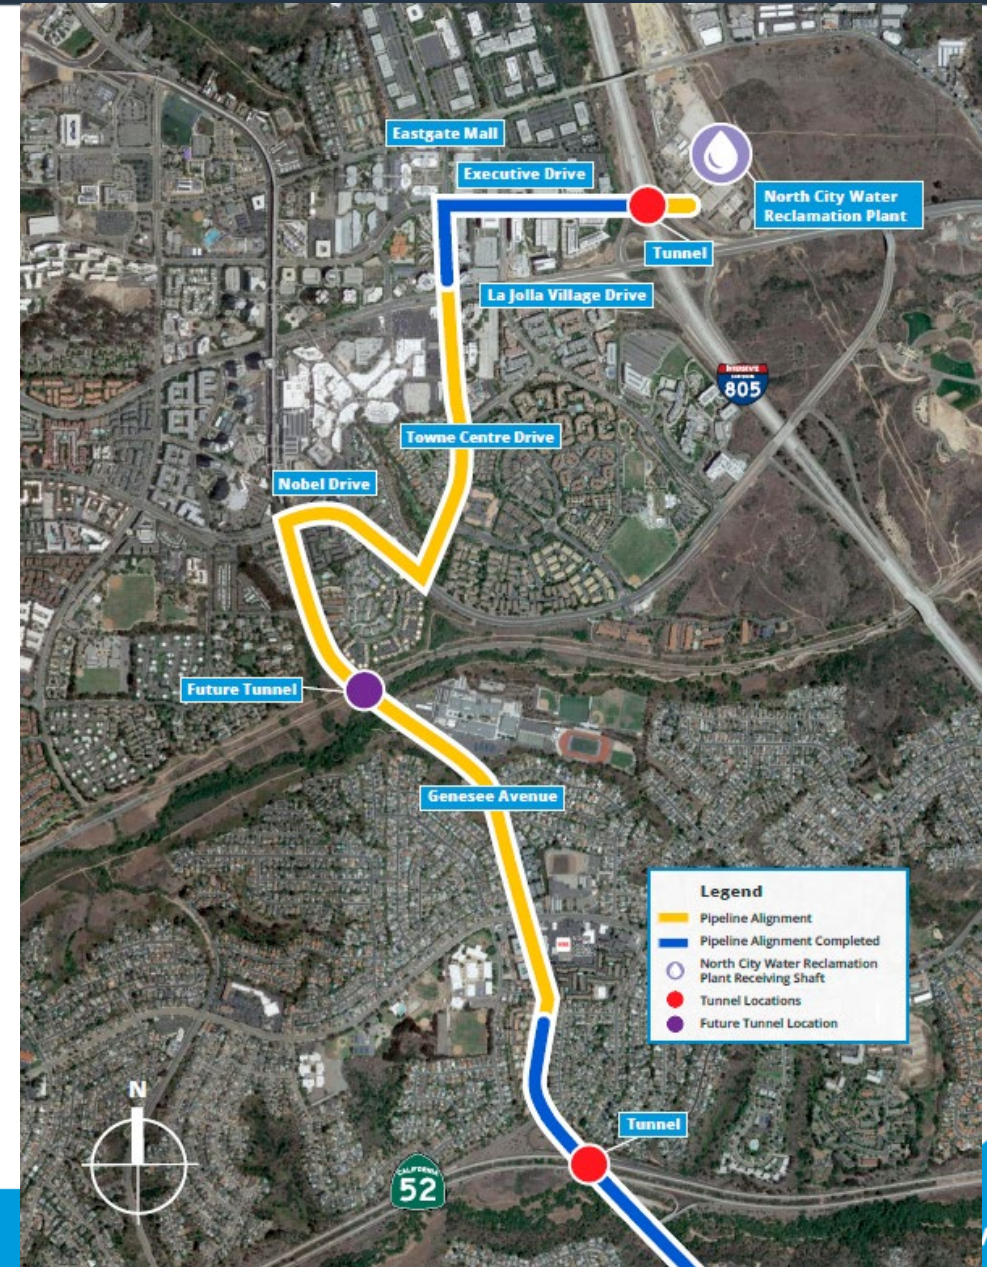 Eastgate Mall
Executive Drive
North City Water
Reclamation Plant
Tunnel
La Jolla Village Drive
805
Towne Centre Drive
Nobel Drive
Future Tunnel
Genesee Avenue
Legend
Pipeline Alignment
Pipeline Alignment Completed
North City Water Reclamation
Plant Receiving Shaft
Tunnel Locations
Future Tunnel Location
N
Tunnel
CALIFORNIA
52